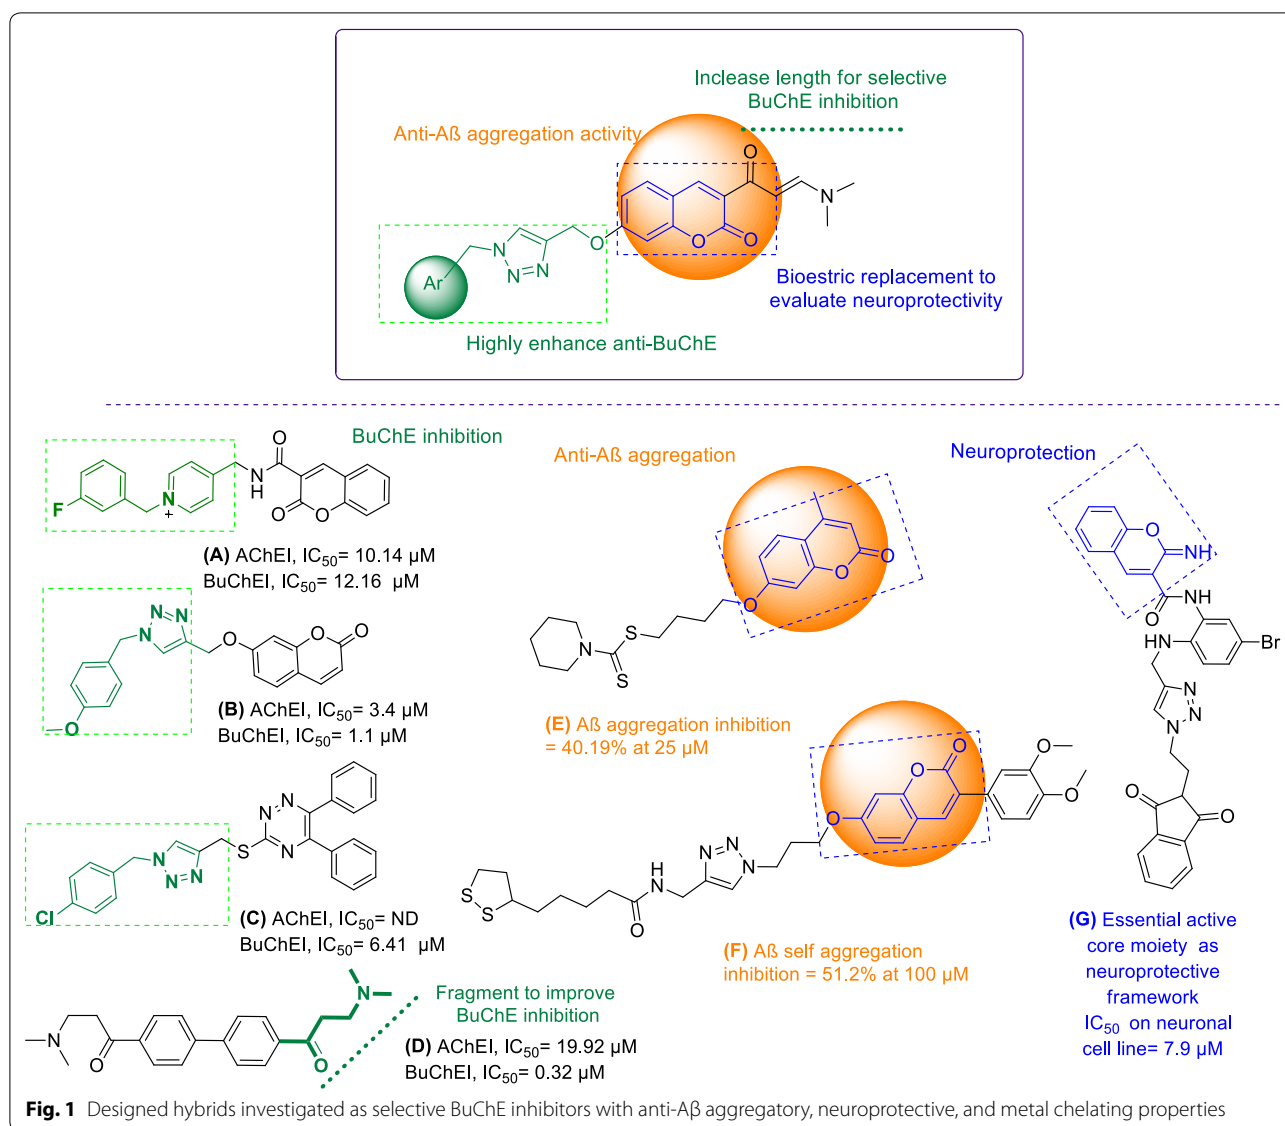 Inclease length for selective
BuChE inhibition
Anti-Aß aggregation activity
O
N
O
O
O
N
N
N
Ar
Bioestric replacement to
evaluate neuroprotectivity
Highly enhance anti-BuChE
BuChE inhibition
F
N
+
N
H
O
O
O
(A) AChEI, IC50= 10.14 µM
BuChEI, IC50= 12.16 µM
N
N
N
O
O
O
O
(B) AChEI, IC50= 3.4 µM
BuChEI, IC50= 1.1 µM
Cl
N
N
N
S
N
N
N
(C) AChEI, IC50= ND
BuChEI, IC50= 6.41 µM
N
O
N
O
Fragment to improve
BuChE inhibition
(D) AChEI, IC50= 19.92 µM
BuChEI, IC50= 0.32 µM
Anti-Aß aggregation
N
S
S
O
O
O
(E) Aß aggregation inhibition
= 40.19% at 25 µM
S
S
O
H
N
N
N
N
O
O
O
O
O
(F) Aß self aggregation
inhibition = 51.2% at 100 µM
Neuroprotection
O
NH
O
NH
NH
Br
N
N
N
O
O
(G) Essential active
core moiety as
neuroprotective
framework
IC50 on neuronal
cell line= 7.9 µM
Fig. 1 Designed hybrids investigated as selective BuChE inhibitors with anti-Aβ aggregatory, neuroprotective, and metal chelating properties